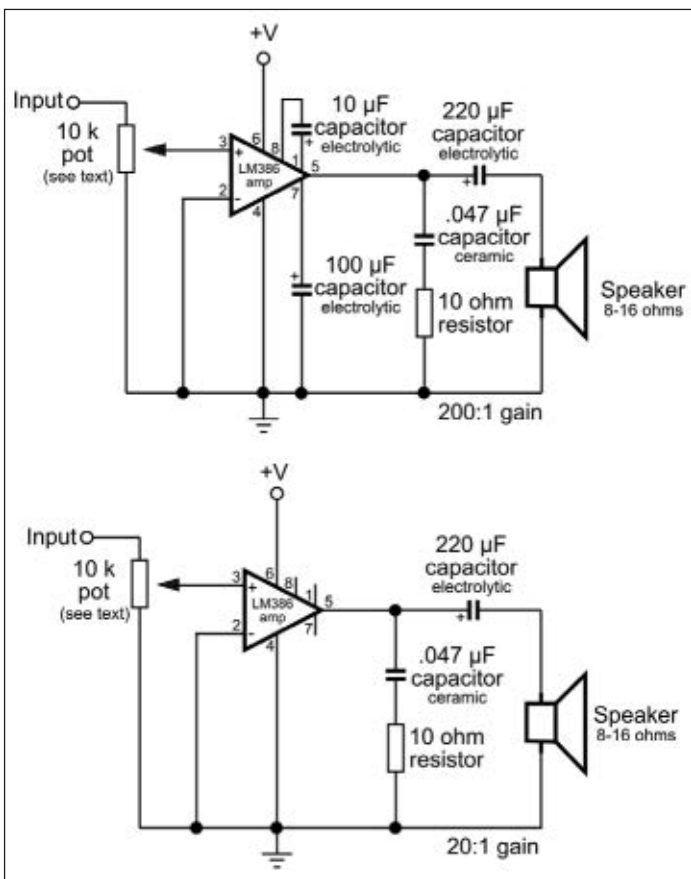 +V
Input
10 k
pot
(see text)
10 µF
capacitor
electrolytic
220 µF
capacitor
electrolytic
3
+
6
8
1
5
LM386
amp
2
-
7
4
+
+
.047 µF
capacitor
ceramic
+
100 µF
capacitor
electrolytic
10 ohm
resistor
Speaker
8-16 ohms
200:1 gain
+V
Input
10 k
pot
(see text)
220 µF
capacitor
electrolytic
3
+
6
8
1
5
LM386
amp
2
-
7
4
+
.047 µF
capacitor
ceramic
10 ohm
resistor
Speaker
8-16 ohms
20:1 gain